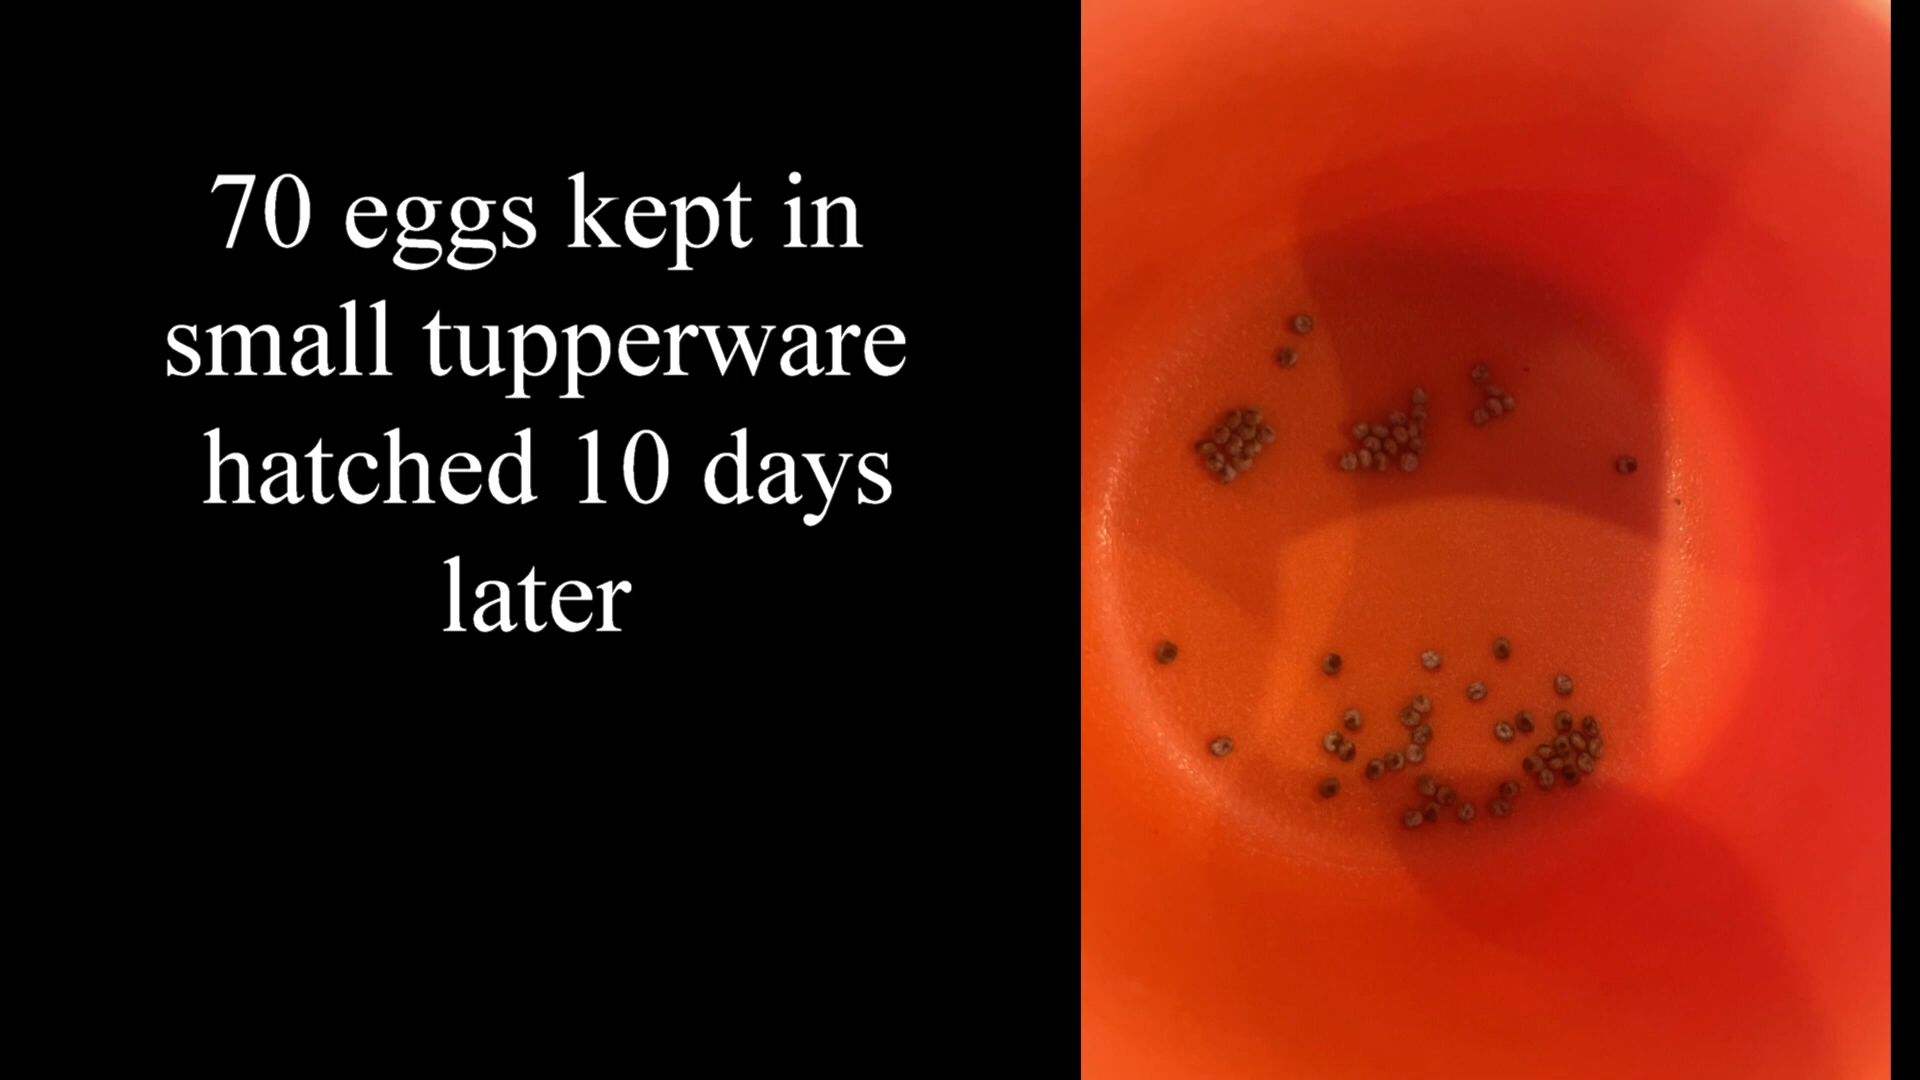 70 eggs kept in
small tupperware
hatched 10 days
later